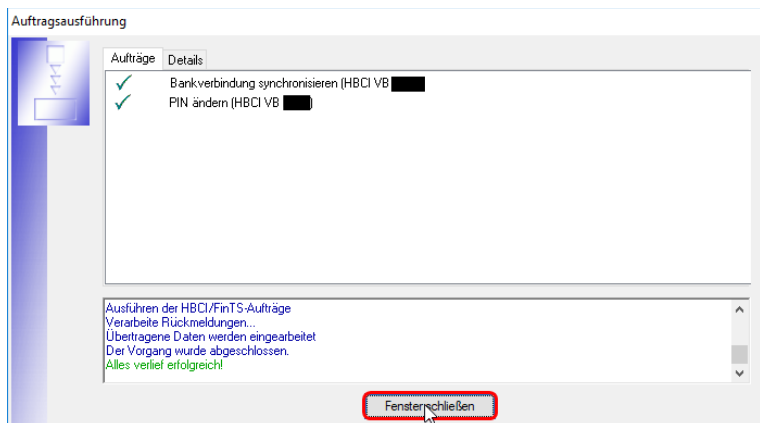 Auftragsausführung
Aufträge Details
Bankverbindung synchronisieren (HBCI VB
PIN ändern (HBCI VB )
Ausführen der HBCI/FinTS-Aufträge
Verarbeite Rückmeldungen...
Übertragene Daten werden eingearbeitet
Der Vorgang wurde abgeschlossen.
Alles verlief erfolgreich!
Fenster schließen